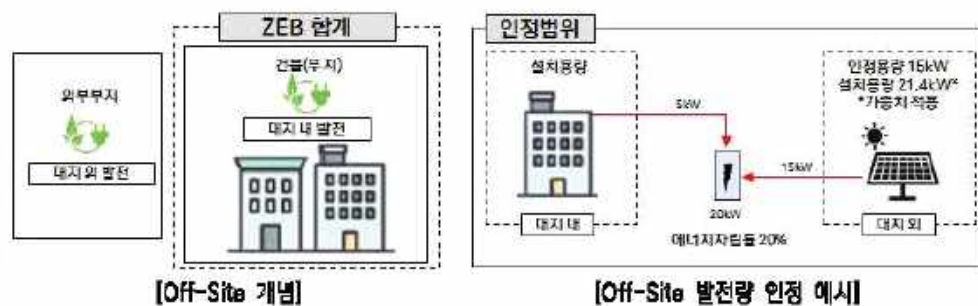 ZEB 합계
외부부지
대지 외 발전
건물(부지)
대지 내 발전
[Off-Site 개념]
인정범위
설치용량
대지 내
5kW
20kW
에너지자립률 20%
15kW
인정용량 15kW
설치용량 21.4kW*
*가중치 적용
대지 외
[Off-Site 발전량 인정 예시]